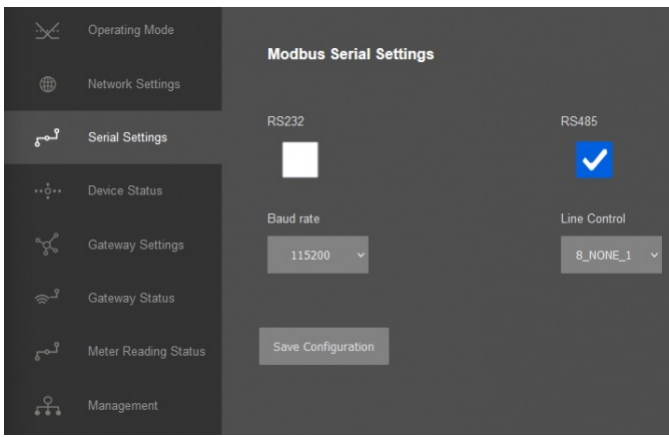 Operating Mode
Network Settings
Serial Settings
Device Status
Gateway Settings
Gateway Status
Meter Reading Status
Management
Modbus Serial Settings
RS232
RS485
Baud rate
Line Control
115200
8_NONE_1
Save Configuration